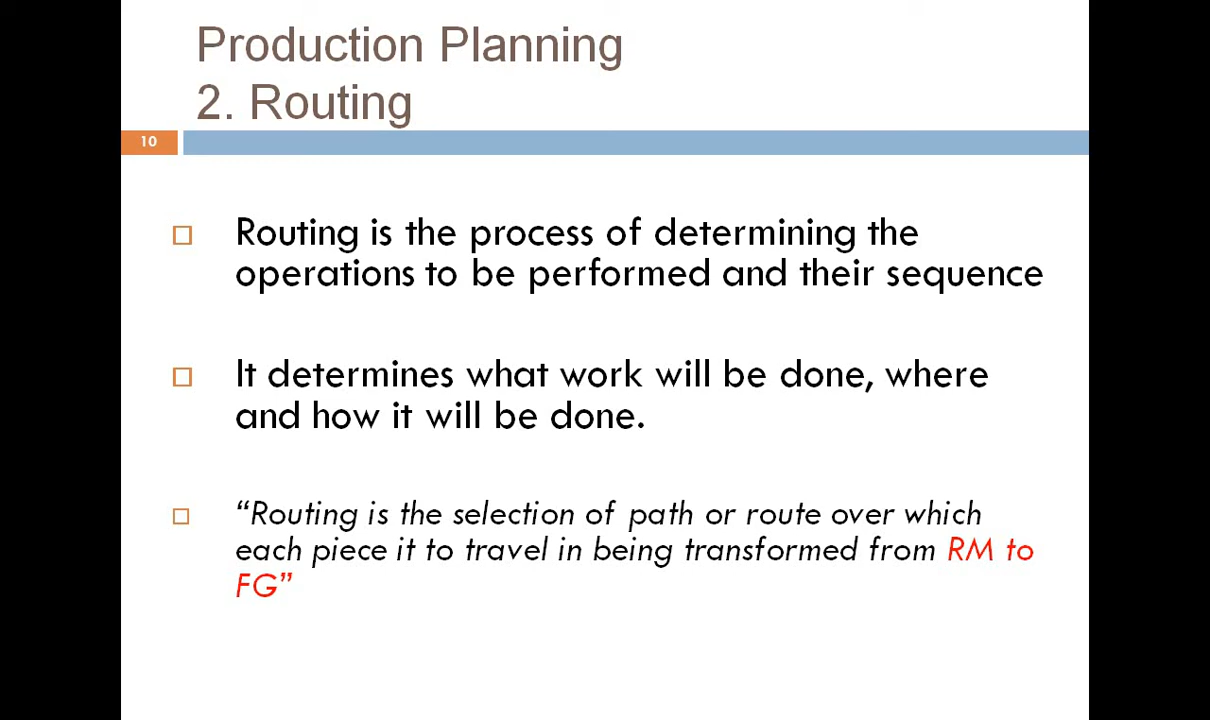 Production Planning
2. Routing
10
Routing is the process of determining the
operations to be performed and their sequence
It determines what work will be done, where
and how it will be done.
“Routing is the selection of path or route over which
each piece it to travel in being transformed from RM to
FG”